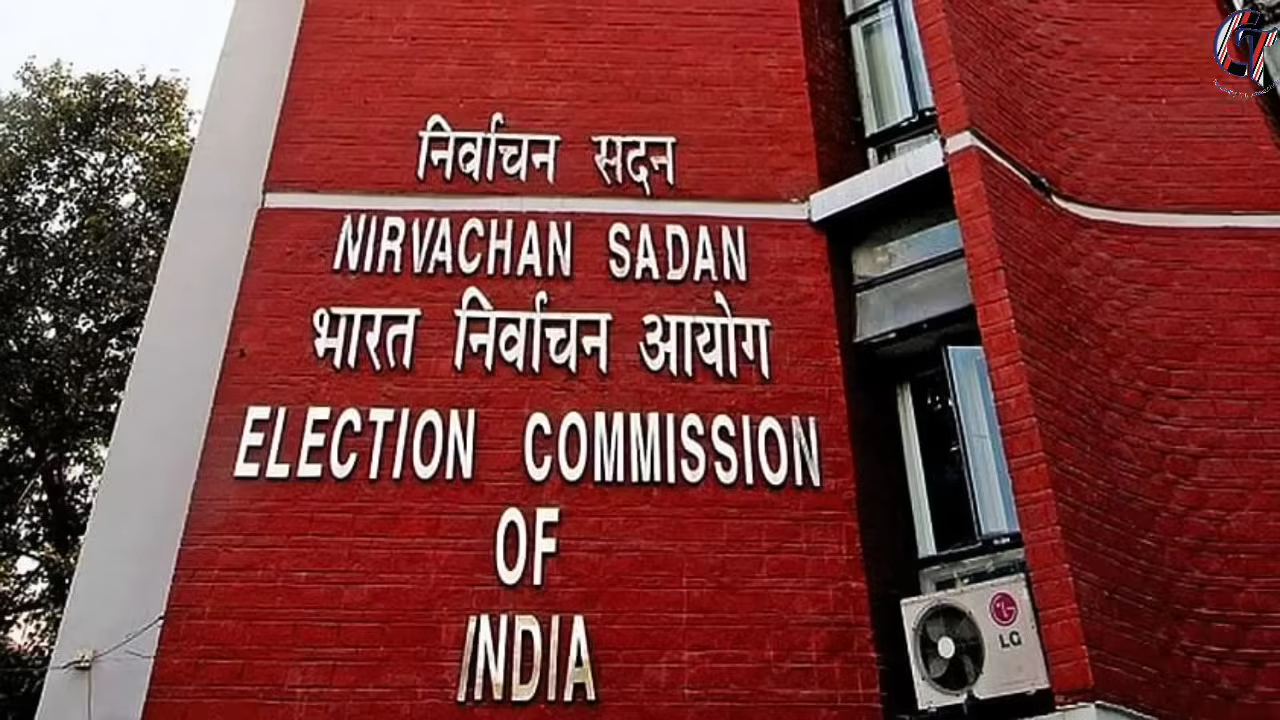 निर्वाचन सदन
NIRVACHAN SADAN
भारत निर्वाचन आयोग
ELECTION COMMISSION
OF
INDIA
LG